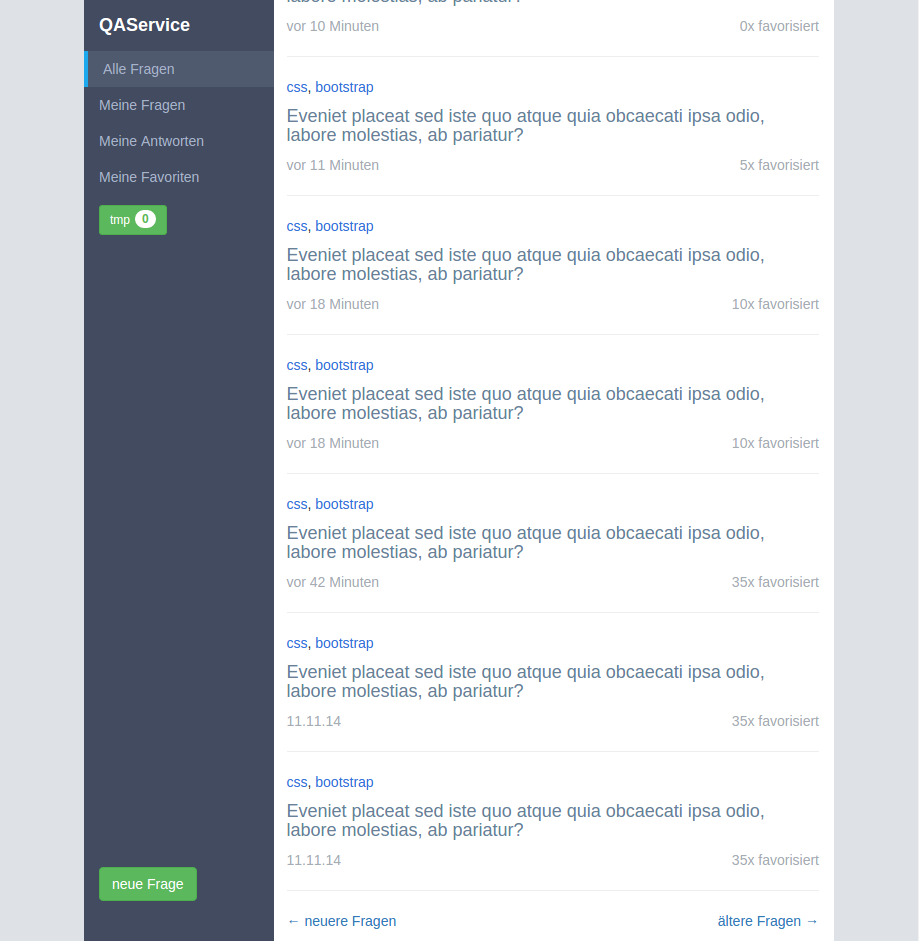 QAService
Alle Fragen
Meine Fragen
Meine Antworten
Meine Favoriten
tmp 0
neue Frage
labore molestias, ab pariatur?
vor 10 Minuten 0x favorisiert
css, bootstrap
Eveniet placeat sed iste quo atque quia obcaecati ipsa odio,
labore molestias, ab pariatur?
vor 11 Minuten 5x favorisiert
css, bootstrap
Eveniet placeat sed iste quo atque quia obcaecati ipsa odio,
labore molestias, ab pariatur?
vor 18 Minuten 10x favorisiert
css, bootstrap
Eveniet placeat sed iste quo atque quia obcaecati ipsa odio,
labore molestias, ab pariatur?
vor 18 Minuten 10x favorisiert
css, bootstrap
Eveniet placeat sed iste quo atque quia obcaecati ipsa odio,
labore molestias, ab pariatur?
vor 42 Minuten 35x favorisiert
css, bootstrap
Eveniet placeat sed iste quo atque quia obcaecati ipsa odio,
labore molestias, ab pariatur?
11.11.14 35x favorisiert
css, bootstrap
Eveniet placeat sed iste quo atque quia obcaecati ipsa odio,
labore molestias, ab pariatur?
11.11.14 35x favorisiert
← neuere Fragen ältere Fragen →